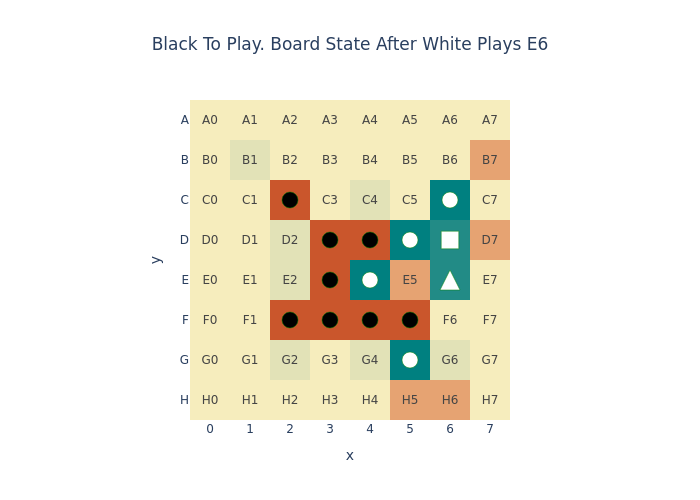 Black To Play. Board State After White Plays E6
A A0 A1 A2 A3 A4 A5 A6 A7
B B0 B1 B2 B3 B4 B5 B6 B7
C C0 C1 C3 C4 C5 C7
D D0 D1 D2 D7
y
E E0 E1 E2 E5 E7
F F0 F1 F6 F7
G G0 G1 G2 G3 G4 G6 G7
H H0 H1 H2 H3 H4 H5 H6 H7
0 1 2 3 4 5 6 7
x